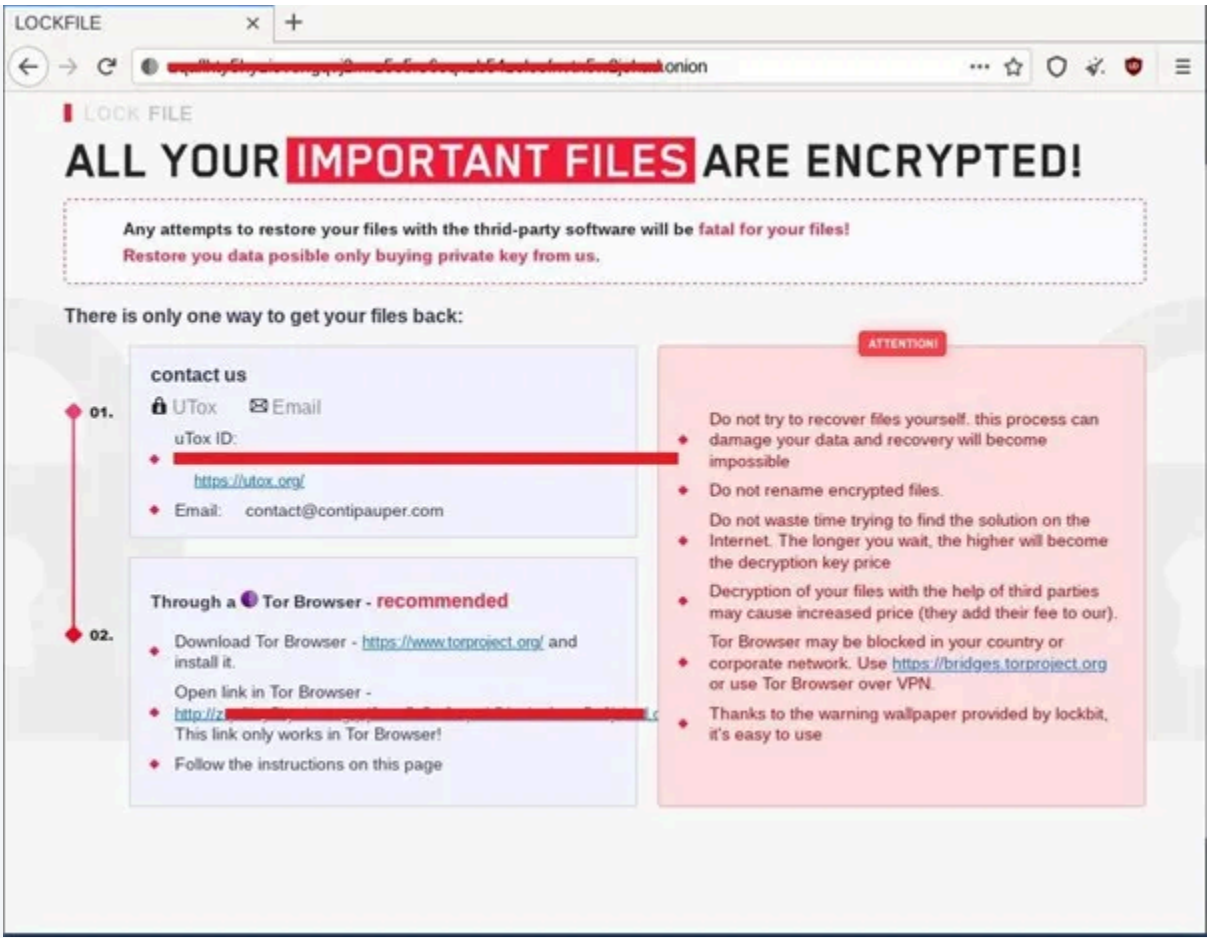 LOCKFILE
onion
LOCK FILE
ALL YOUR IMPORTANT FILES ARE ENCRYPTED!
Any attempts to restore your files with the thrid-party software will be fatal for your files!
Restore you data posible only buying private key from us.
There is only one way to get your files back:
01.
contact us
UTox Email
uTox ID:
https://utox.org/
Email: contact@contipauper.com
02.
Through a Tor Browser - recommended
Download Tor Browser - https://www.torproject.org/ and
install it.
Open link in Tor Browser -
http://z
This link only works in Tor Browser!
Follow the instructions on this page
ATTENTION!
Do not try to recover files yourself. this process can
damage your data and recovery will become
impossible
Do not rename encrypted files.
Do not waste time trying to find the solution on the
Internet. The longer you wait, the higher will become
the decryption key price
Decryption of your files with the help of third parties
may cause increased price (they add their fee to our).
Tor Browser may be blocked in your country or
corporate network. Use https://bridges.torproject.org
or use Tor Browser over VPN.
Thanks to the warning wallpaper provided by lockbit,
it's easy to use